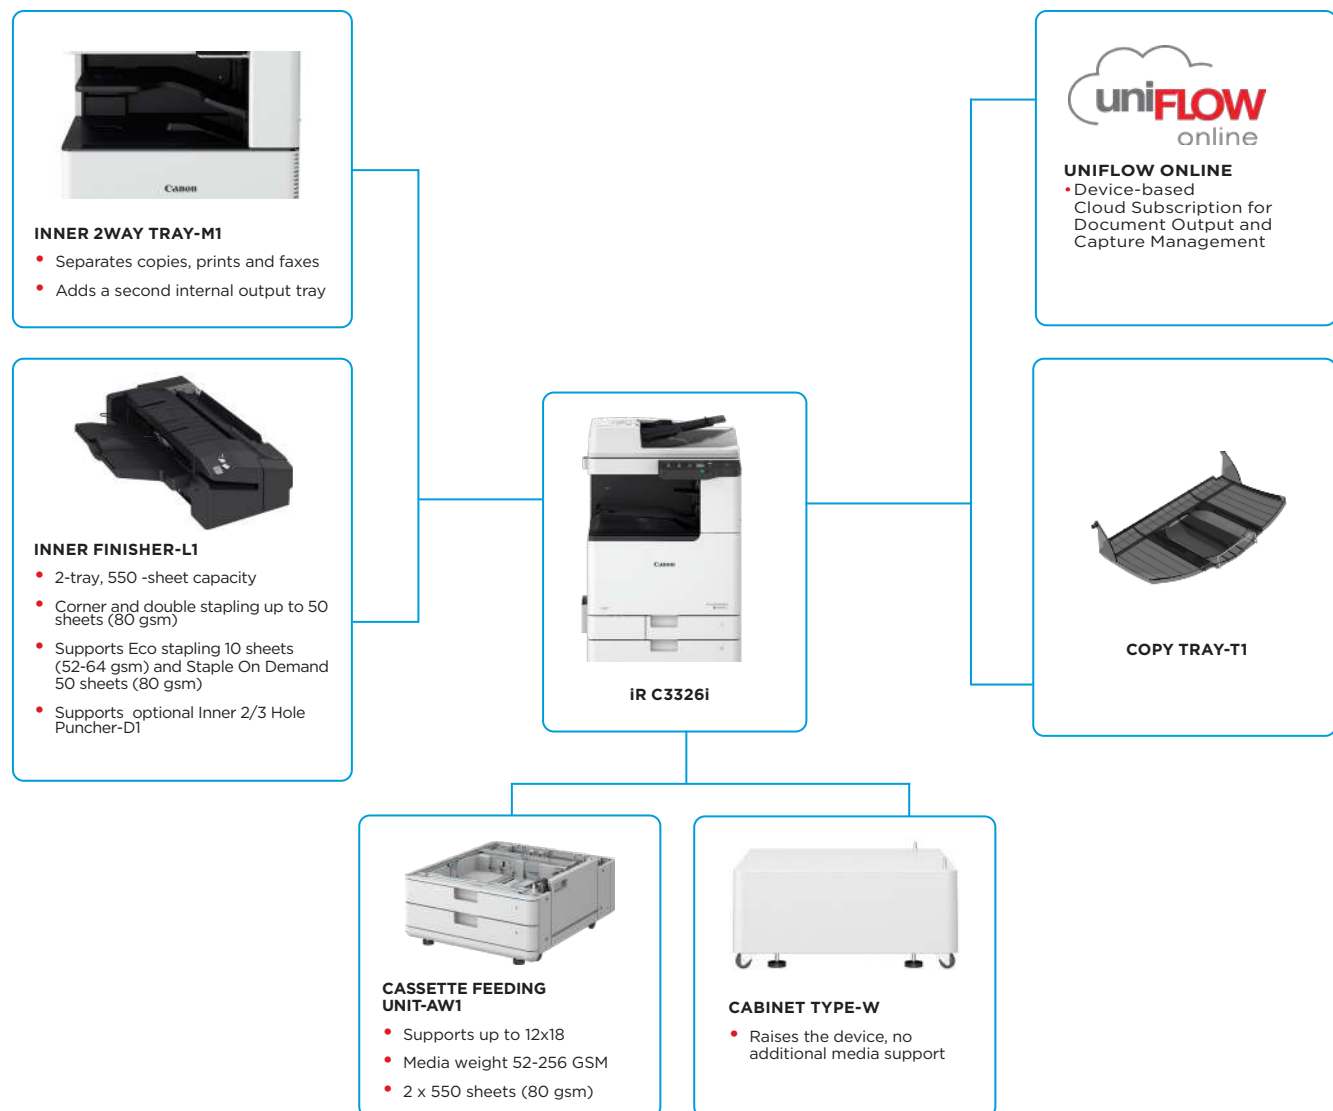 Canon
INNER 2WAY TRAY-M1
• Separates copies, prints and faxes
• Adds a second internal output tray
INNER FINISHER-L1
• 2-tray, 550 -sheet capacity
• Corner and double stapling up to 50
sheets (80 gsm)
• Supports Eco stapling 10 sheets
(52-64 gsm) and Staple On Demand
50 sheets (80 gsm)
• Supports  optional Inner 2/3 Hole
Puncher-D1
Canon
iR C3326i
uniFLOW
online
UNIFLOW ONLINE
• Device-based
Cloud Subscription for
Document Output and
Capture Management
COPY TRAY-T1
CASSETTE FEEDING
UNIT-AW1
• Supports up to 12x18
• Media weight 52-256 GSM
• 2 x 550 sheets (80 gsm)
CABINET TYPE-W
• Raises the device, no
additional media support